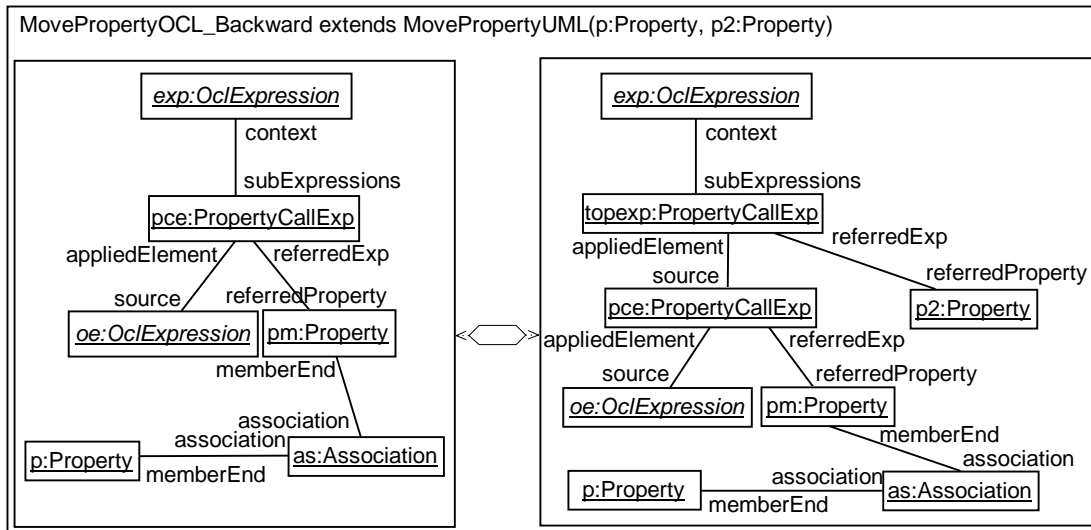 MovePropertyOCL_Backward extends MovePropertyUML(p:Property, p2:Property)
exp:OclExpression
context
subExpressions
pce:PropertyCallExp
appliedElement
referredExp
source
referredProperty
oe:OclExpression
pm:Property
memberEnd
association
association
p:Property
as:Association
memberEnd
exp:OclExpression
context
subExpressions
topexp:PropertyCallExp
appliedElement
referredExp
source
referredProperty
pce:PropertyCallExp
p2:Property
appliedElement
referredExp
source
referredProperty
oe:OclExpression
pm:Property
memberEnd
association
association
p:Property
as:Association
memberEnd